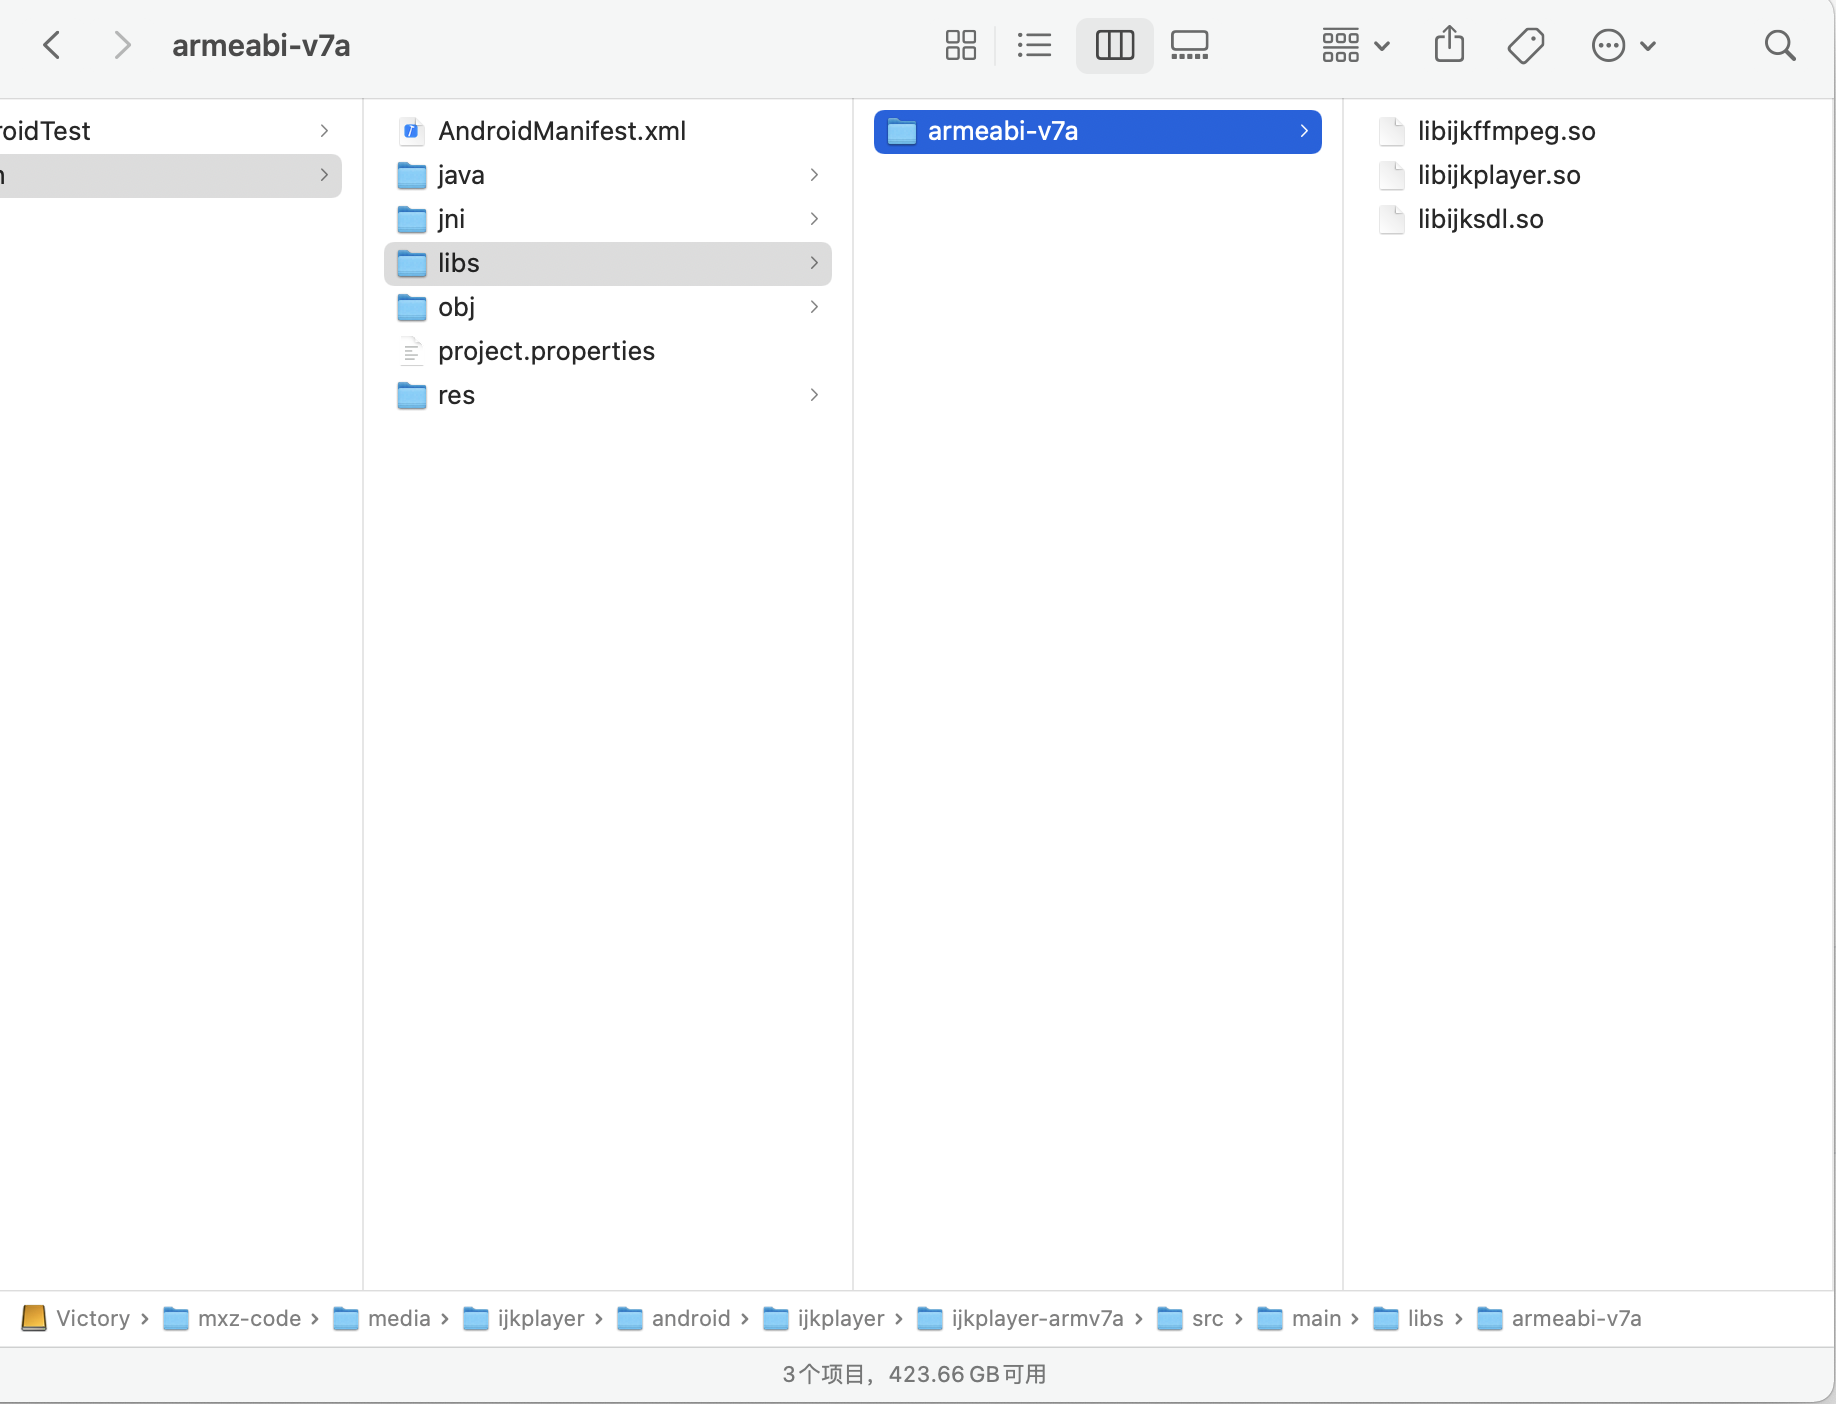 armeabi-v7a
roidTest
AndroidManifest.xml
java
jni
libs
obj
project.properties
res
armeabi-v7a
libijkffmpeg.so
libijkplayer.so
libijksdl.so
Victory › mxz-code › media › ijkplayer › android › ijkplayer › ijkplayer-armv7a › src › main › libs › armeabi-v7a
3个项目，423.66 GB可用